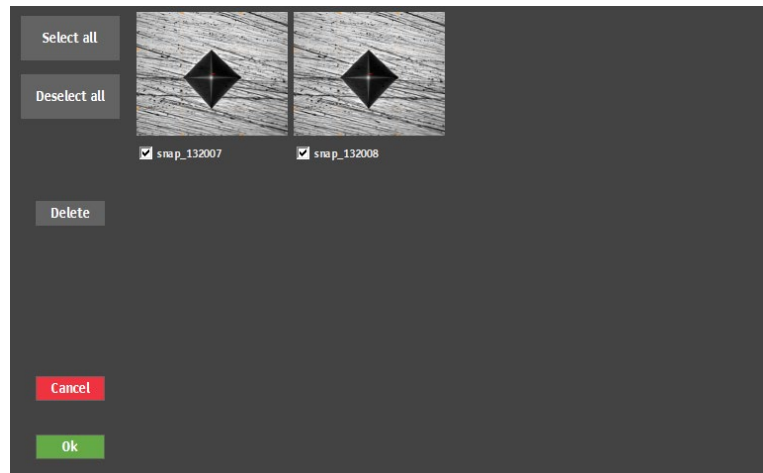 Select all
Deselect all
snap_132007
snap_132008
Delete
Cancel
Ok